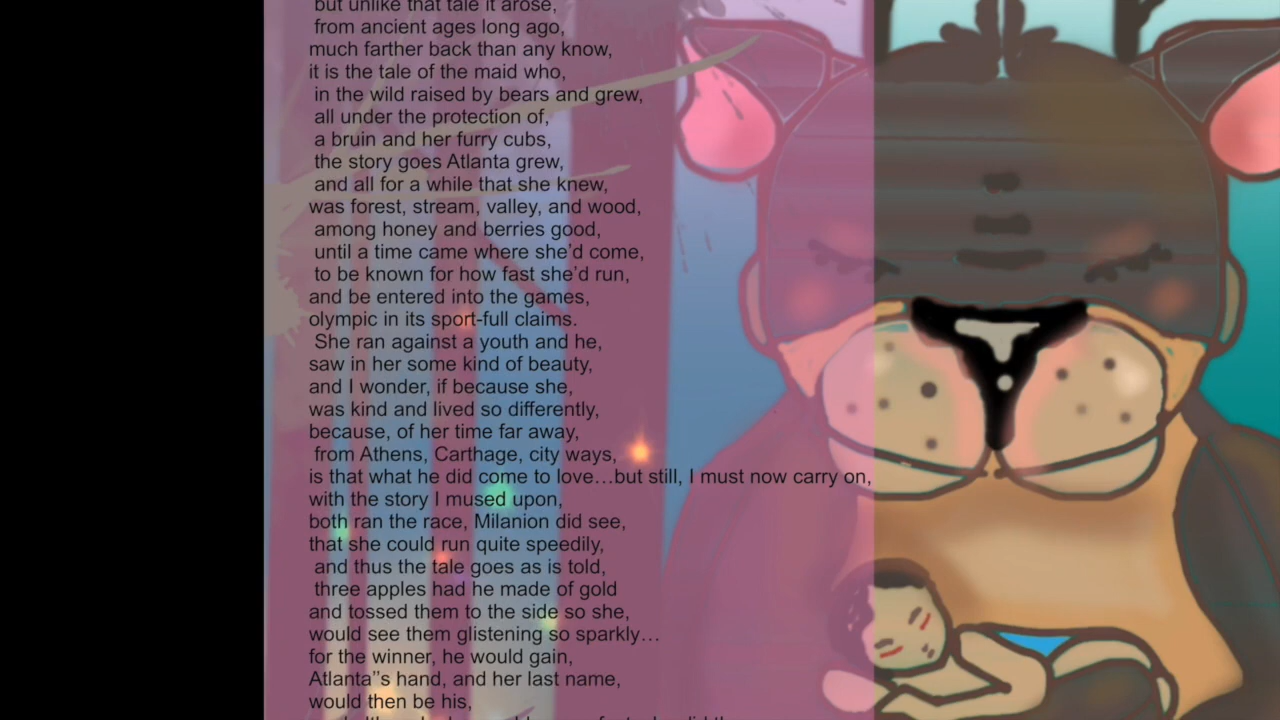 but unlike that tale it arose,
from ancient ages long ago,
much farther back than any know,
it is the tale of the maid who,
in the wild raised by bears and grew,
all under the protection of,
a bruin and her furry cubs,
the story goes Atlanta grew,
and all for a while that she knew,
was forest, stream, valley, and wood,
among honey and berries good,
until a time came where she’d come,
to be known for how fast she’d run,
and be entered into the games,
olympic in its sport-full claims.
She ran against a youth and he,
saw in her some kind of beauty,
and I wonder, if because she,
was kind and lived so differently,
because, of her time far away,
from Athens, Carthage, city ways,
is that what he did come to love…but still, I must now carry on,
with the story I mused upon,
both ran the race, Milanion did see,
that she could run quite speedily,
and thus the tale goes as is told,
three apples had he made of gold
and tossed them to the side so she,
would see them glistening so sparkly…
for the winner, he would gain,
Atlanta”s hand, and her last name,
would then be his,